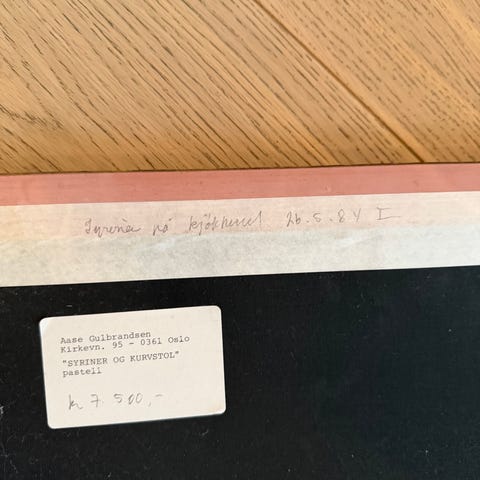 Syriner på kjøkkenet 26.5.84 I
Aase Gulbrandsen
Kirkevn. 95 - 0361 Oslo
"SYRINER OG KURVSTOL"
pastell
kr 7 500,-